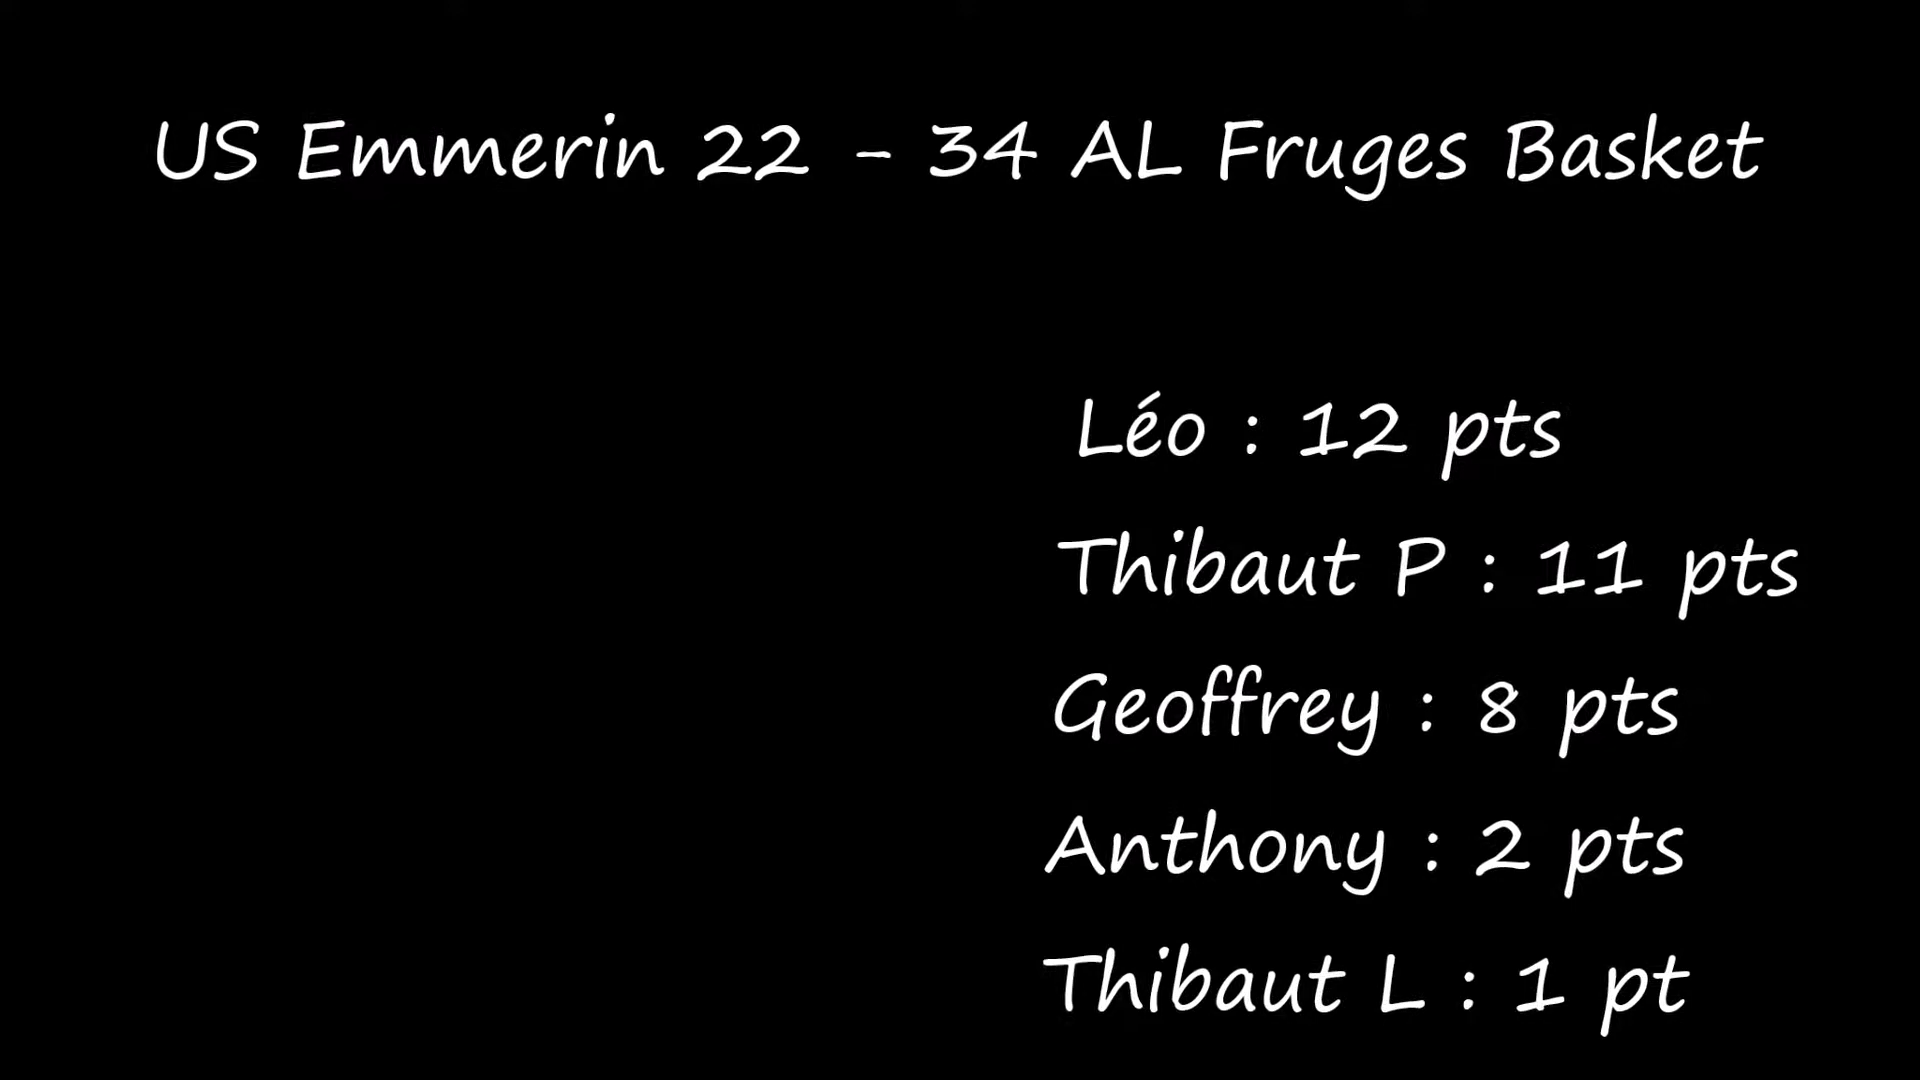 US Emmerin 22 - 34 AL Fruges Basket
Léo : 12 pts
Thibaut P : 11 pts
Geoffrey : 8 pts
Anthony : 2 pts
Thibaut L : 1 pt